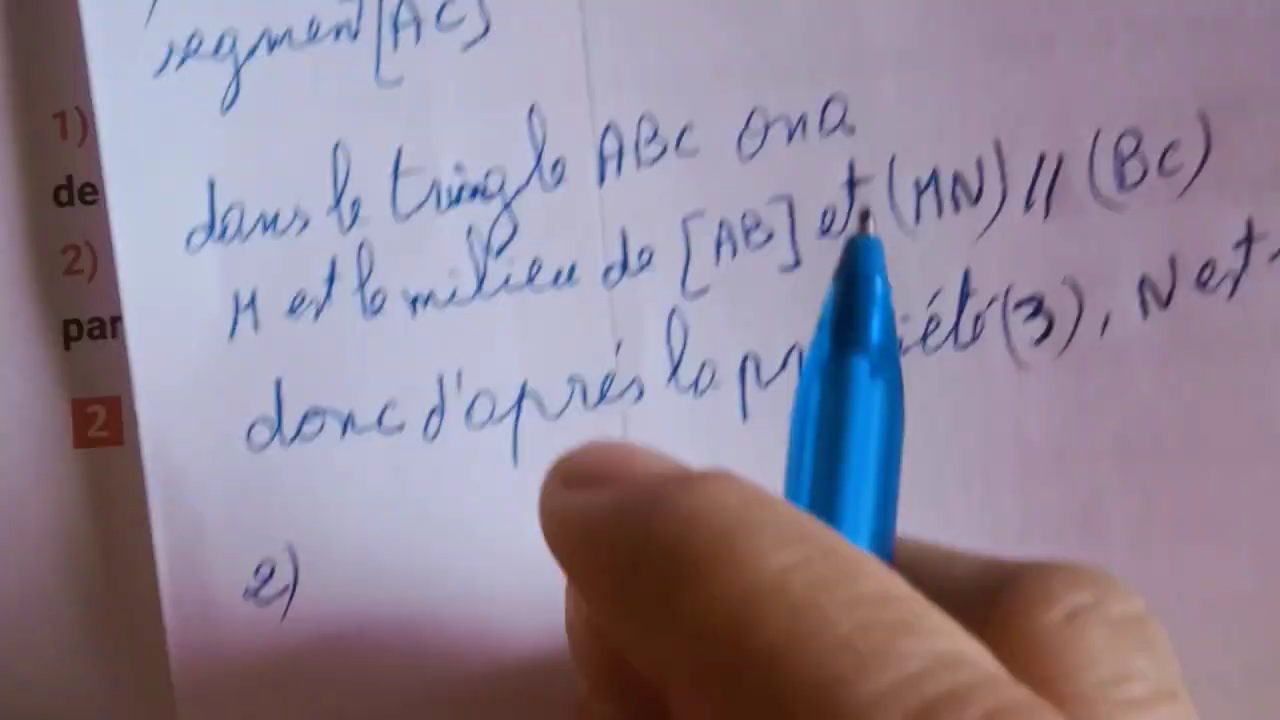 segment [AC]
1)
dans le triangle ABC on a
de
M est le milieu de [AB] et (MN) // (BC)
2)
par
donc d'après la (3), N est
2
2)